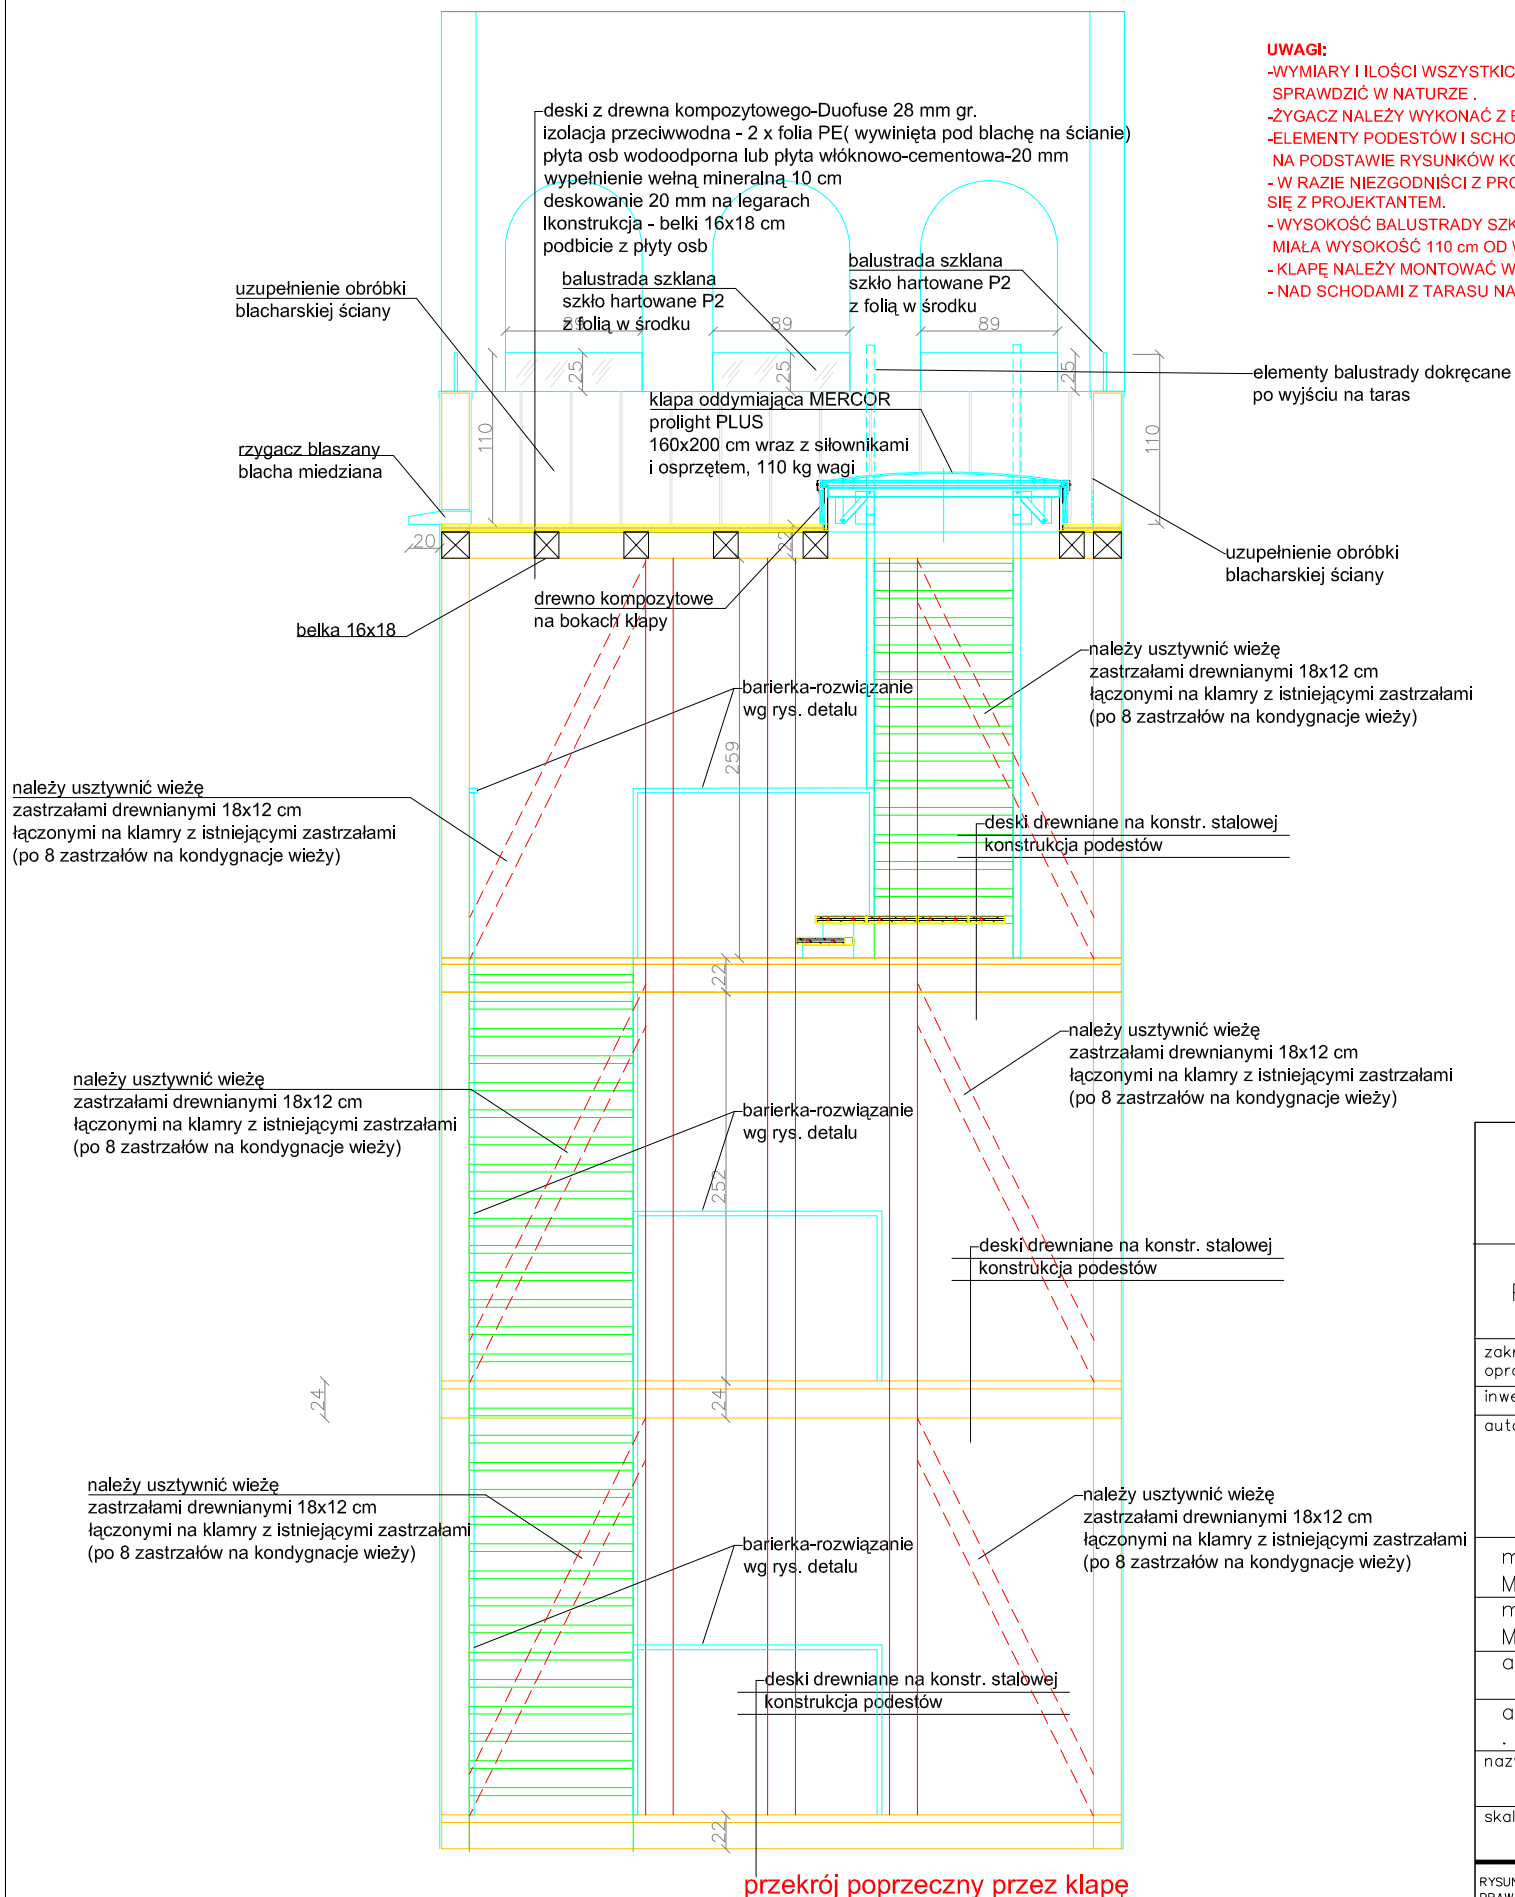 UWAGI:
-WYMIARY I ILOŚCI WSZYSTKIC
SPRAWDZIĆ W NATURZE .
-ŻYGACZ NALEŻY WYKONAĆ Z
-ELEMENTY PODESTÓW I SCHO
NA PODSTAWIE RYSUNKÓW KO
- W RAZIE NIEZGODNIŚCI Z PRO
SIĘ Z PROJEKTANTEM.
- WYSOKOŚĆ BALUSTRADY SZK
MIAŁA WYSOKOŚĆ 110 cm OD
- KLAPĘ NALEŻY MONTOWAĆ W
- NAD SCHODAMI Z TARASU NA
deski z drewna kompozytowego-Duofuse 28 mm gr.
izolacja przeciwwodna - 2 x folia PE( wywinięta pod blachę na ścianie)
płyta osb wodoodporna lub płyta włóknowo-cementowa-20 mm
wypełnienie wełną mineralną 10 cm
deskowanie 20 mm na legarach
lkonstrukcja - belki 16x18 cm
podbicie z płyty osb
balustrada szklana
szkło hartowane P2
z folią w środku
balustrada szklana
szkło hartowane P2
z folią w środku
uzupełnienie obróbki
blacharskiej ściany
89
89
89
25
25
25
elementy balustrady dokręcane
po wyjściu na taras
klapa oddymiająca MERCOR
prolight PLUS
160x200 cm wraz z siłownikami
i osprzętem, 110 kg wagi
110
110
rzygacz blaszany
blacha miedziana
20
22
uzupełnienie obróbki
blacharskiej ściany
drewno kompozytowe
na bokach klapy
belka 16x18
należy usztywnić wieżę
zastrzałami drewnianymi 18x12 cm
łączonymi na klamry z istniejącymi zastrzałami
(po 8 zastrzałów na kondygnacje wieży)
barierka-rozwiązanie
wg rys. detalu
259
należy usztywnić wieżę
zastrzałami drewnianymi 18x12 cm
łączonymi na klamry z istniejącymi zastrzałami
(po 8 zastrzałów na kondygnacje wieży)
deski drewniane na konstr. stalowej
konstrukcja podestów
22
należy usztywnić wieżę
zastrzałami drewnianymi 18x12 cm
łączonymi na klamry z istniejącymi zastrzałami
(po 8 zastrzałów na kondygnacje wieży)
należy usztywnić wieżę
zastrzałami drewnianymi 18x12 cm
łączonymi na klamry z istniejącymi zastrzałami
(po 8 zastrzałów na kondygnacje wieży)
barierka-rozwiązanie
wg rys. detalu
252
deski drewniane na konstr. stalowej
konstrukcja podestów
24
24
należy usztywnić wieżę
zastrzałami drewnianymi 18x12 cm
łączonymi na klamry z istniejącymi zastrzałami
(po 8 zastrzałów na kondygnacje wieży)
należy usztywnić wieżę
zastrzałami drewnianymi 18x12 cm
łączonymi na klamry z istniejącymi zastrzałami
(po 8 zastrzałów na kondygnacje wieży)
barierka-rozwiązanie
wg rys. detalu
deski drewniane na konstr. stalowej
konstrukcja podestów
22
przekrój poprzeczny przez klapę
zakr
opra
inwe
auto
m
M
m
M
a
a
.
naz
skal
RYSUN